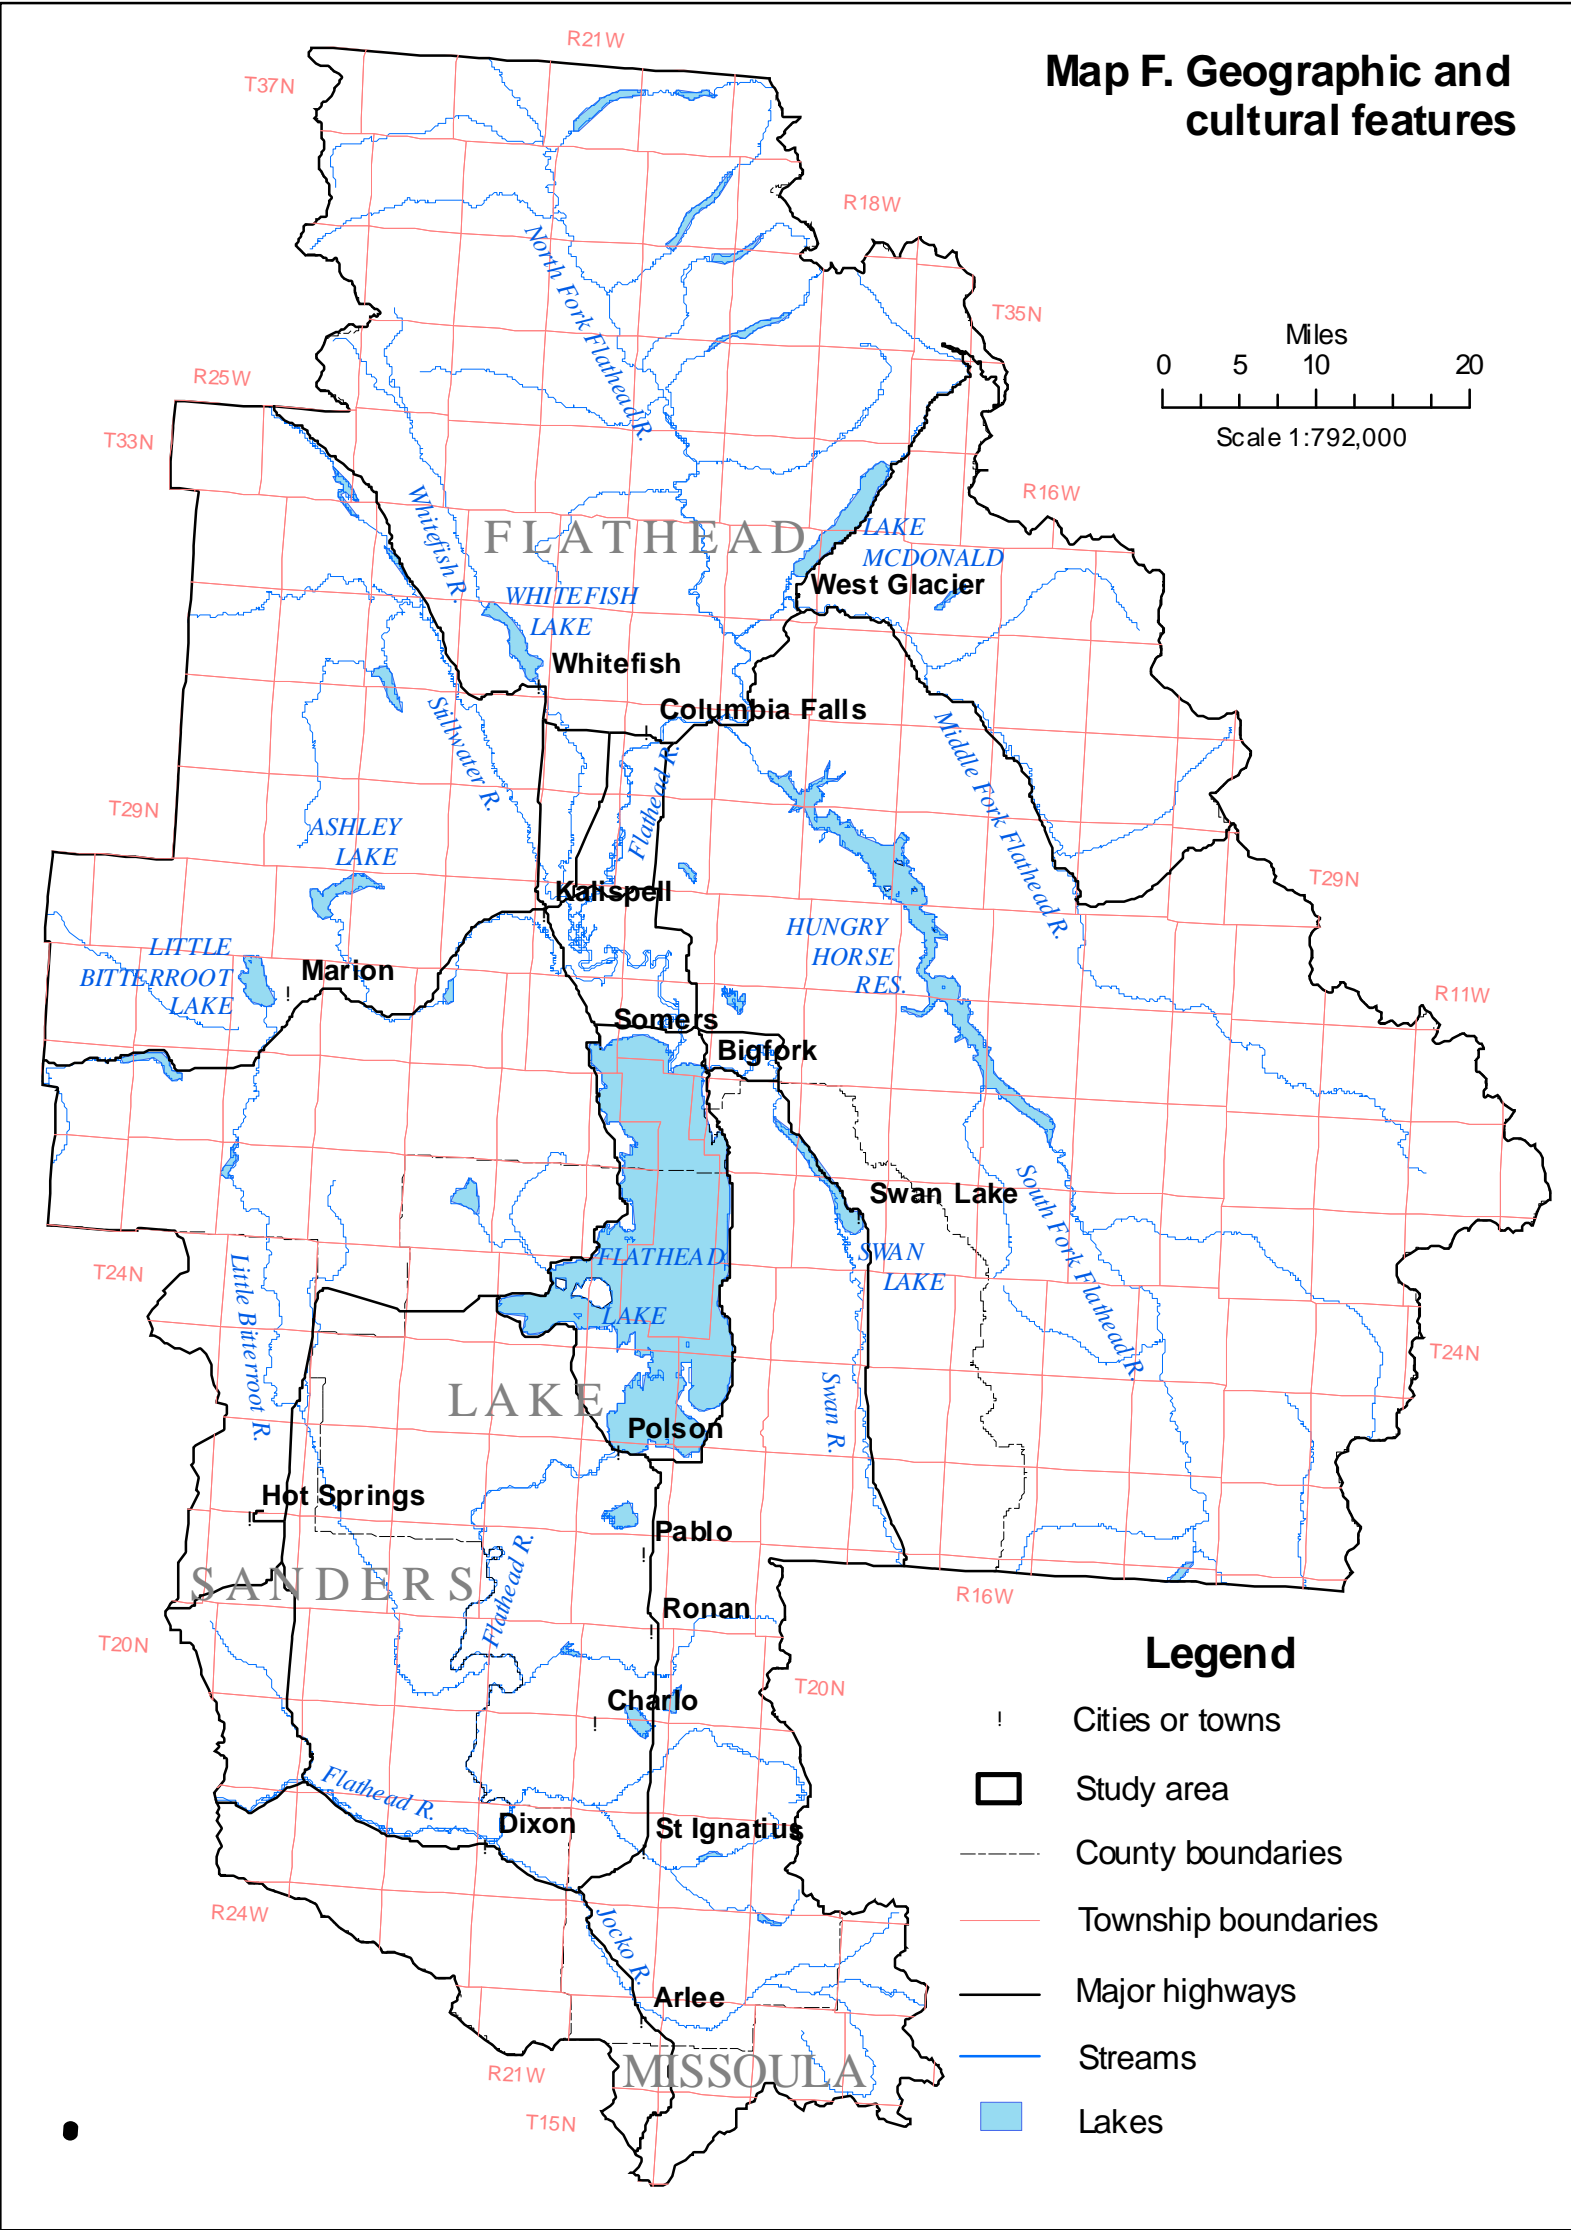 Map F. Geographic and
cultural features
R21W
T37N
R18W
T35N
Miles
0 5 10 20
Scale 1:792,000
R25W
T33N
R16W
North Fork Flathead R.
Whitefish R.
FLATHEAD
LAKE
MCDONALD
West Glacier
WHITEFISH
LAKE
Whitefish
Columbia Falls
Stillwater R.
Flathead R.
Middle Fork Flathead R.
T29N
ASHLEY
LAKE
Kalispell
T29N
HUNGRY
HORSE
RES.
LITTLE
BITTERROOT
LAKE
Marion
R11W
Somers
Bigfork
Swan Lake
South Fork Flathead R.
SWAN
LAKE
FLATHEAD
LAKE
T24N
Little Bitterroot R.
T24N
Swan R.
LAKE
Polson
Hot Springs
Pablo
Flathead R.
SANDERS
R16W
Ronan
T20N
T20N
Charlo
Flathead R.
Dixon
St Ignatius
R24W
Jocko R.
Arlee
MISSOULA
R21W
T15N
Legend
! Cities or towns
Study area
County boundaries
Township boundaries
Major highways
Streams
Lakes